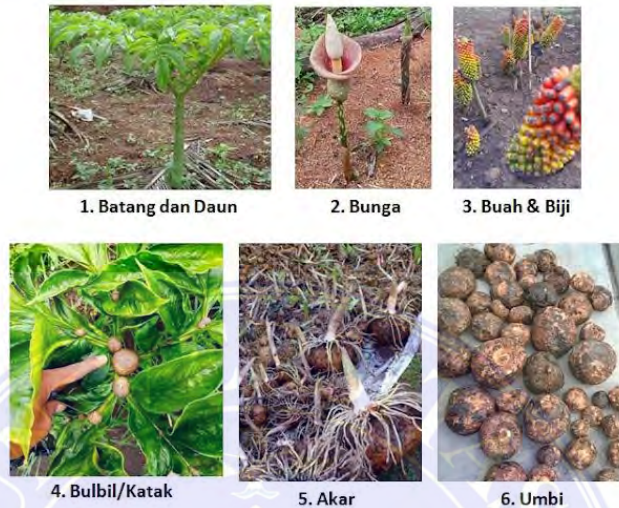 1. Batang dan Daun
2. Bunga
3. Buah & Biji
4. Bulbil/Katak
5. Akar
6. Umbi